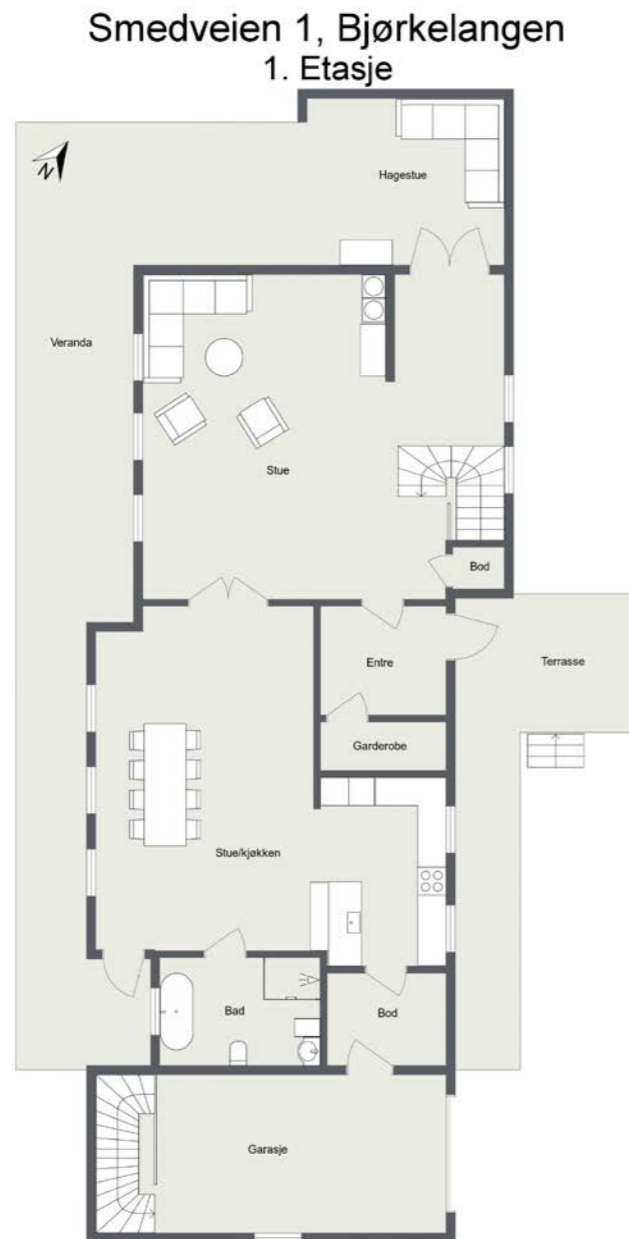 Smedveien 1, Bjørkelangen
1. Etasje
N
Hagestue
Veranda
Stue
Bod
Entre
Terrasse
Garderobe
Stue/kjøkken
Bad
Bod
Garasje